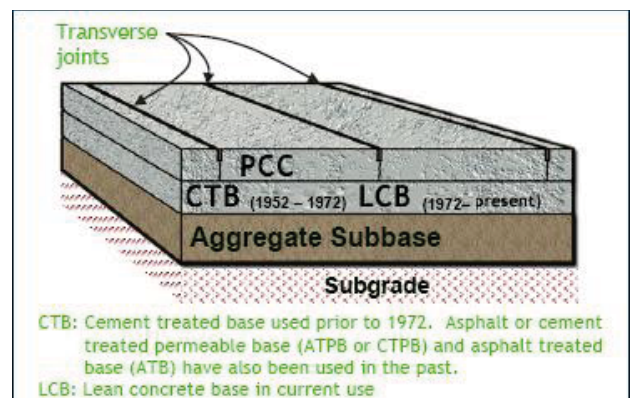 Transverse
joints
PCC
CTB (1952 – 1972) LCB (1972– present)
Aggregate Subbase
Subgrade
CTB: Cement treated base used prior to 1972. Asphalt or cement
treated permeable base (ATPB or CTPB) and asphalt treated
base (ATB) have also been used in the past.
LCB: Lean concrete base in current use